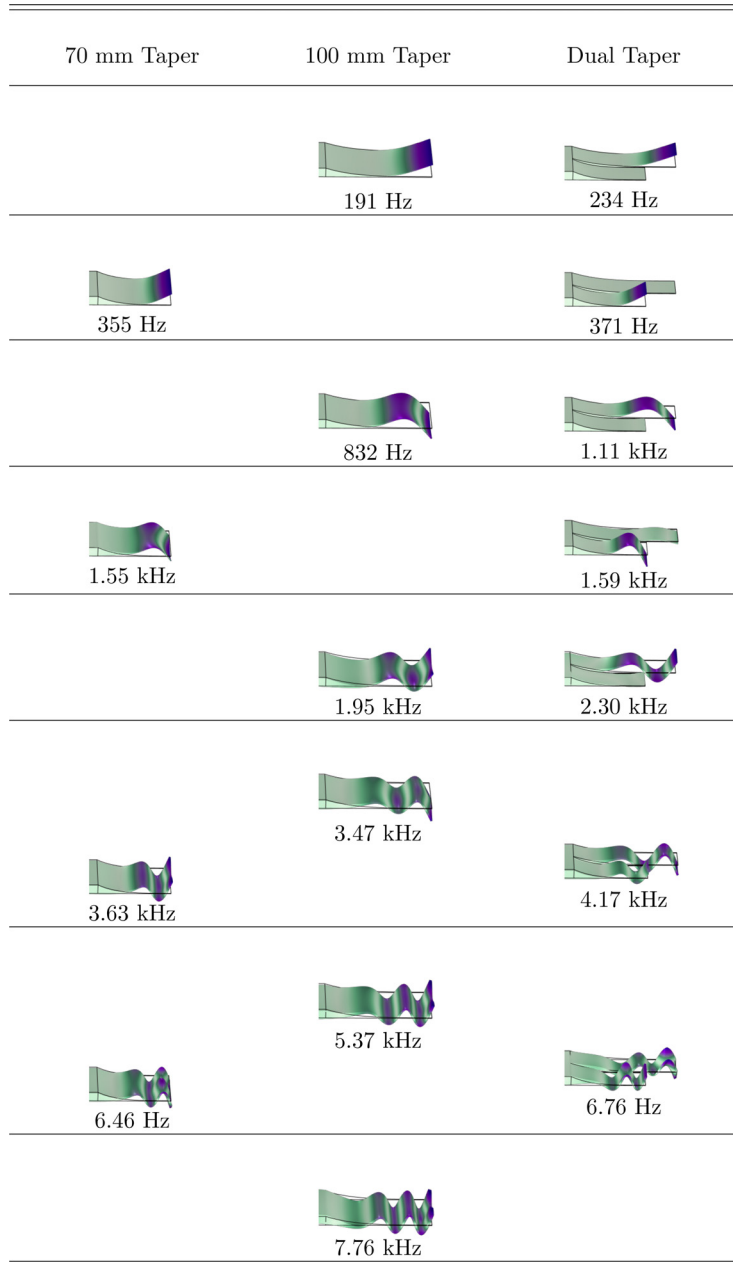 70 mm Taper 100 mm Taper Dual Taper
191 Hz 234 Hz
355 Hz 371 Hz
832 Hz 1.11 kHz
1.55 kHz 1.59 kHz
1.95 kHz 2.30 kHz
3.47 kHz
3.63 kHz 4.17 kHz
5.37 kHz
6.46 Hz 6.76 Hz
7.76 kHz